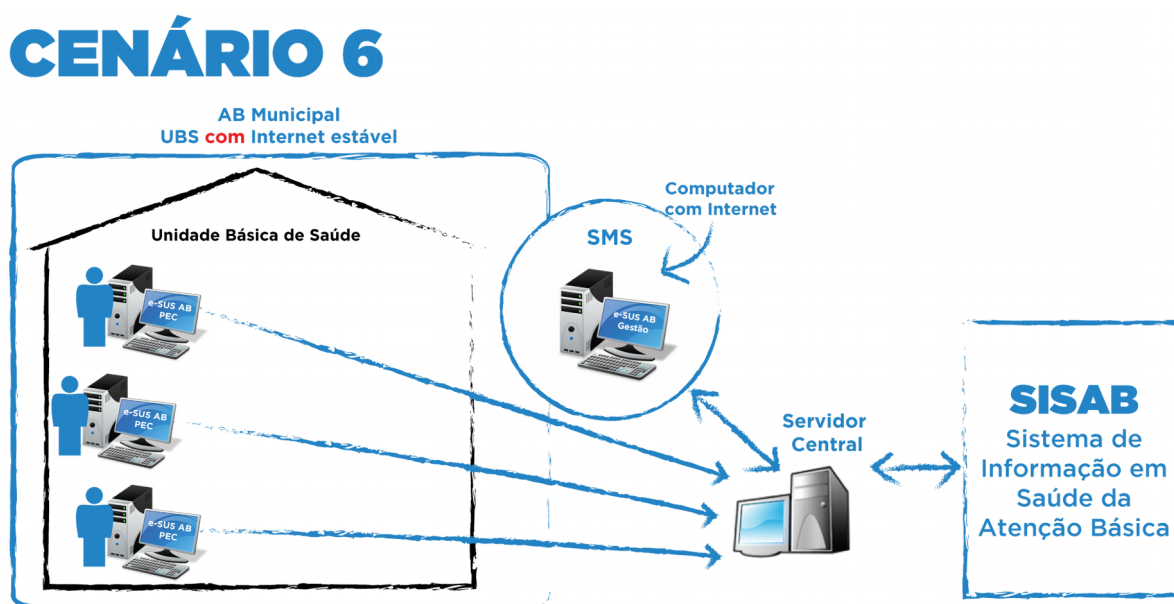 CENÁRIO 6
AB Municipal
UBS com Internet estável
Unidade Básica de Saúde
e-SUS AB
PEC
e-SUS AB
PEC
e-SUS AB
PEC
SMS
e-SUS AB
Gestão
Computador
com Internet
Servidor
Central
SISAB
Sistema de
Informação em
Saúde da
Atenção Básica